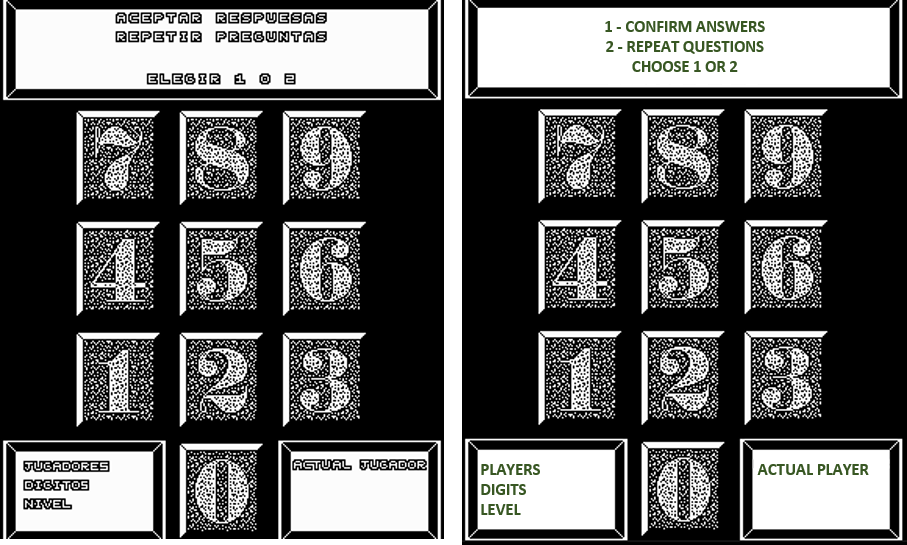 ACEPTAR RESPUESAS
REPETIR PREGUNTAS
ELEGIR 1 O 2
7 8 9
4 5 6
1 2 3
0
JUGADORES
DIGITOS
NIVEL
ACTUAL JUGADOR
1 - CONFIRM ANSWERS
2 - REPEAT QUESTIONS
CHOOSE 1 OR 2
7 8 9
4 5 6
1 2 3
0
PLAYERS
DIGITS
LEVEL
ACTUAL PLAYER